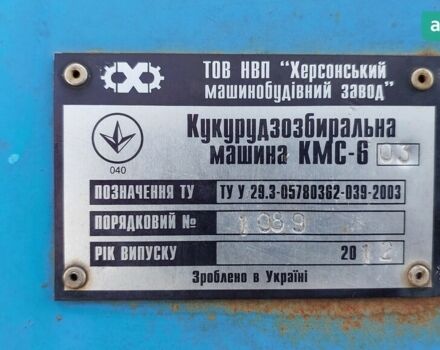 ТОВ НВП "Херсонський
машинобудівний завод"
Кукурудзозбиральна
машина КМС-6 03
040
ПОЗНАЧЕННЯ ТУ ТУ У 29.3-05780362-039-2003
ПОРЯДКОВИЙ № 1989
РІК ВИПУСКУ 2012
Зроблено в Україні